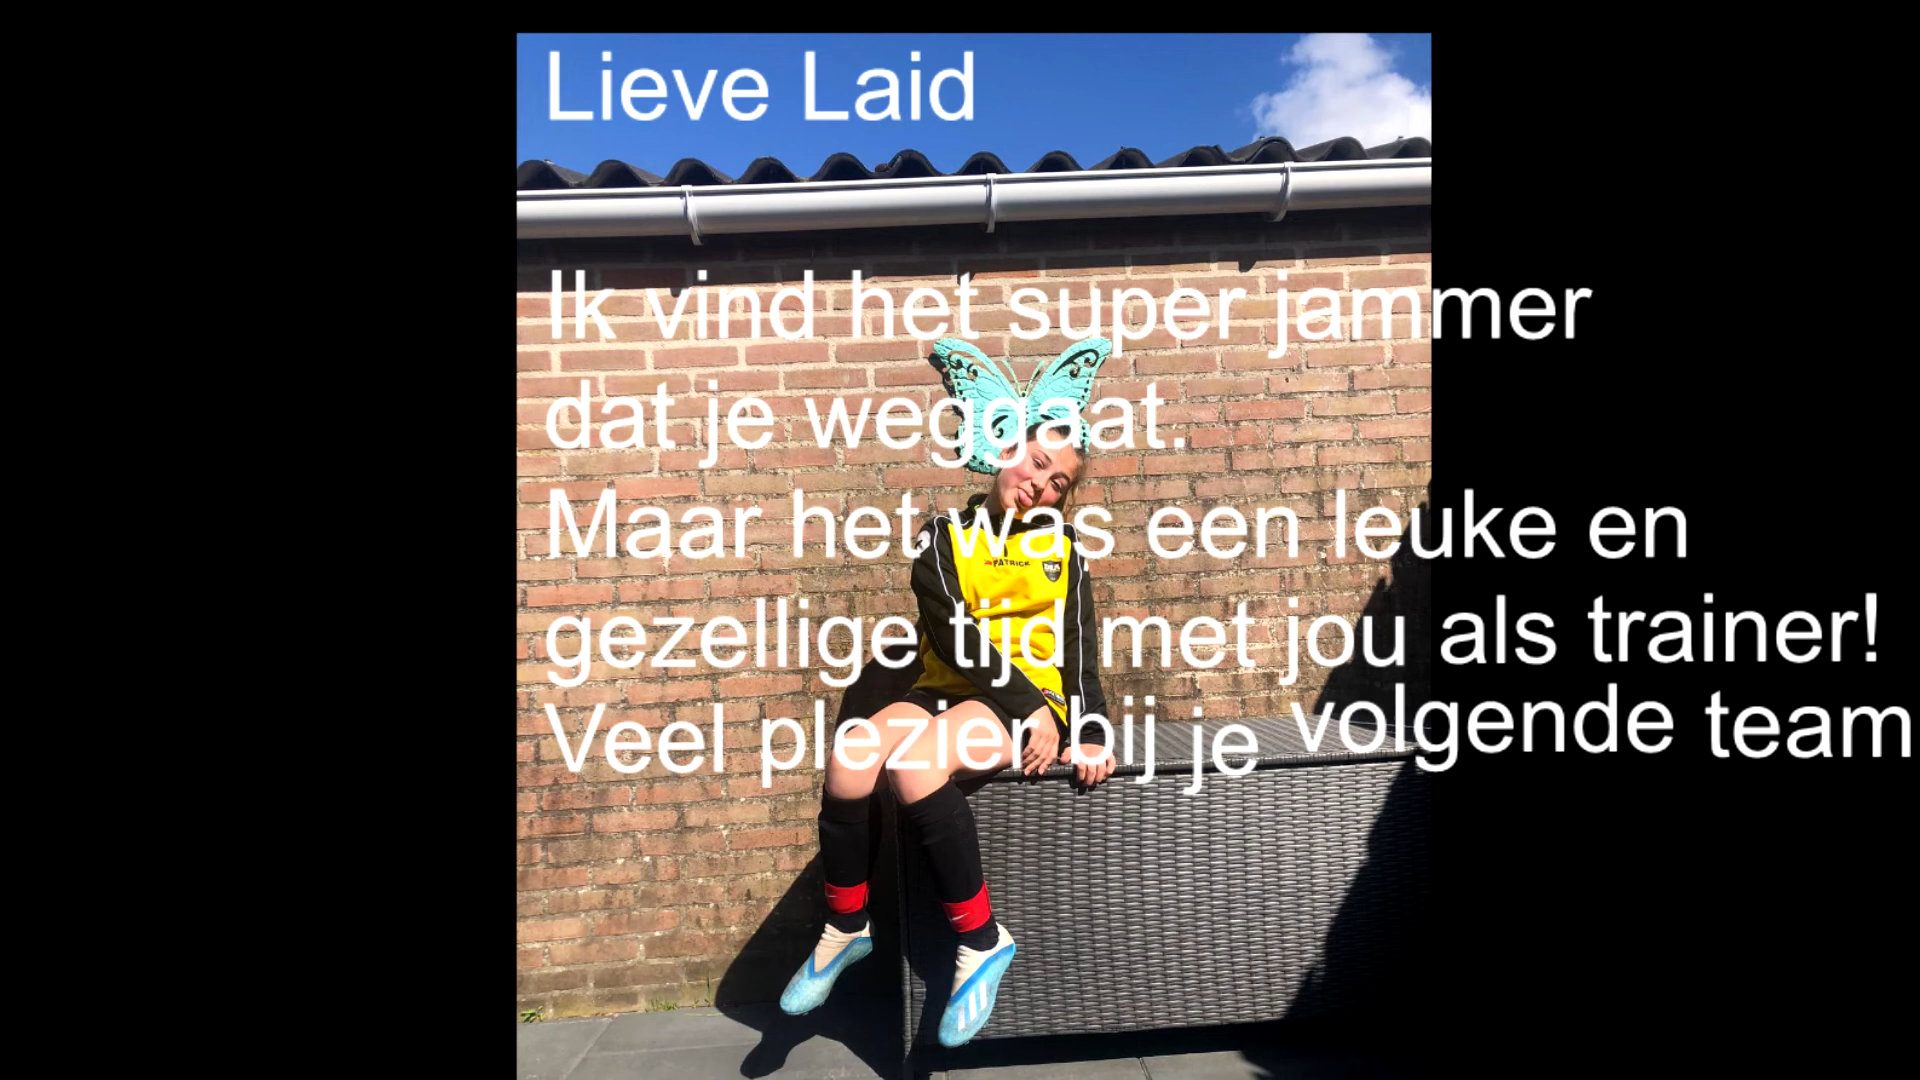 Lieve Laid
Ik vind het super jammer
dat je weggaat.
Maar het was een leuke en
gezellige tijd met jou als trainer!
Veel plezier bij je volgende team
PATRICK